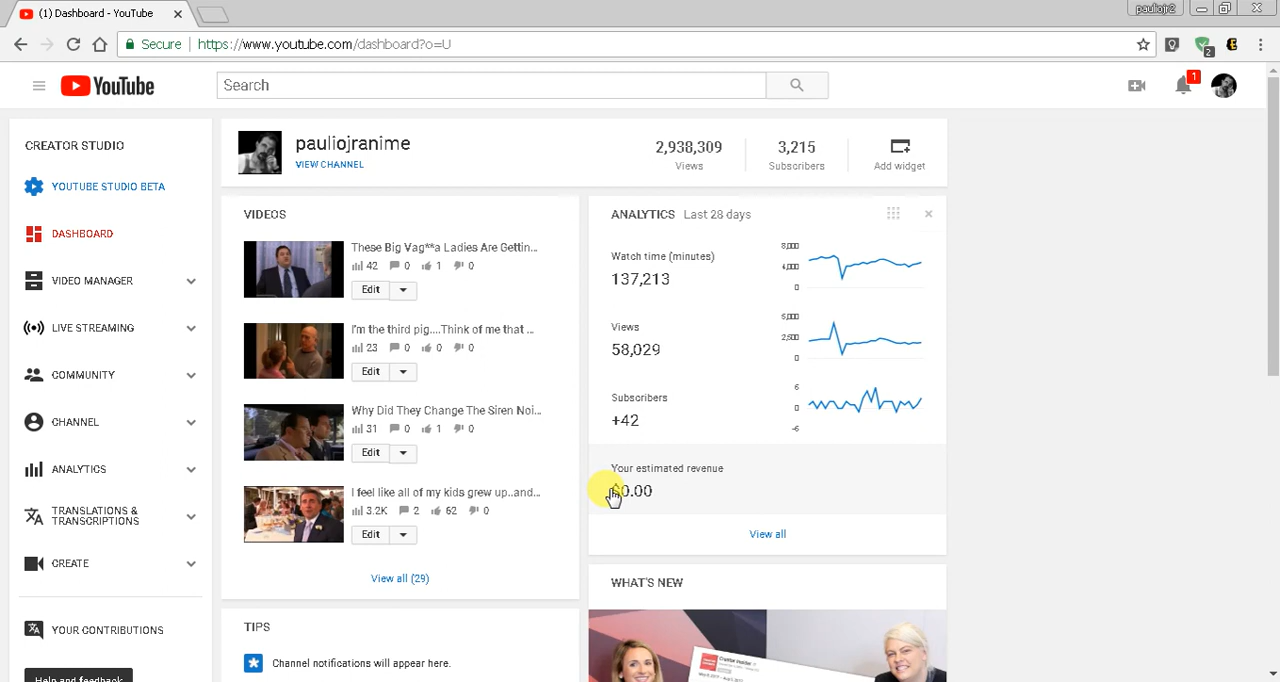 (1) Dashboard - YouTube
pauliojr2
Secure https://www.youtube.com/dashboard?o=U
2
YouTube
Search
1
CREATOR STUDIO
YOUTUBE STUDIO BETA
DASHBOARD
VIDEO MANAGER
LIVE STREAMING
COMMUNITY
CHANNEL
ANALYTICS
TRANSLATIONS &
TRANSCRIPTIONS
CREATE
YOUR CONTRIBUTIONS
Help and feedback
pauliojranime
VIEW CHANNEL
2,938,309
Views
3,215
Subscribers
Add widget
VIDEOS
These Big Vag**a Ladies Are Gettin...
42 0 1 0
Edit
I'm the third pig....Think of me that ...
23 0 0 0
Edit
Why Did They Change The Siren Noi...
31 0 1 0
Edit
I feel like all of my kids grew up..and...
3.2K 2 62 0
Edit
View all (29)
TIPS
Channel notifications will appear here.
ANALYTICS Last 28 days
Watch time (minutes)
137,213
8,000
4,000
0
Views
58,029
5,000
2,500
0
Subscribers
+42
6
0
-6
Your estimated revenue
$0.00
View all
WHAT'S NEW